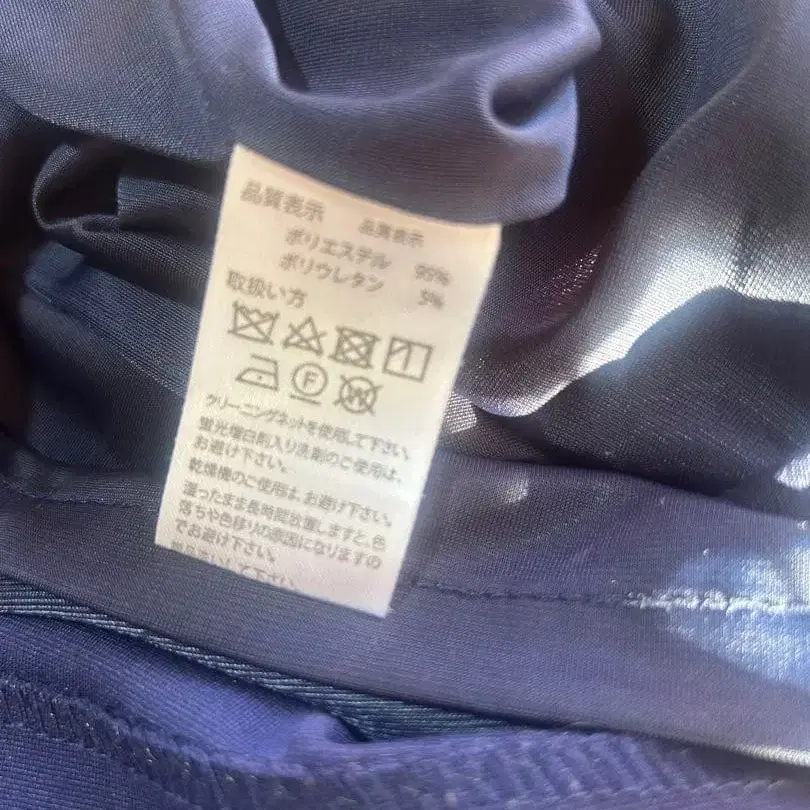 品質表示 品質表示
ポリエステル 95%
ポリウレタン 5%
取扱い方
F W
クリーニングネットを使用して下さい。
蛍光増白剤入り洗剤のご使用は、
お避け下さい。
乾燥機のご使用は、お避け下さい。
湿ったまま長時間放置しますと、色
落ちや色移りの原因になりますの
でお避け下さい。